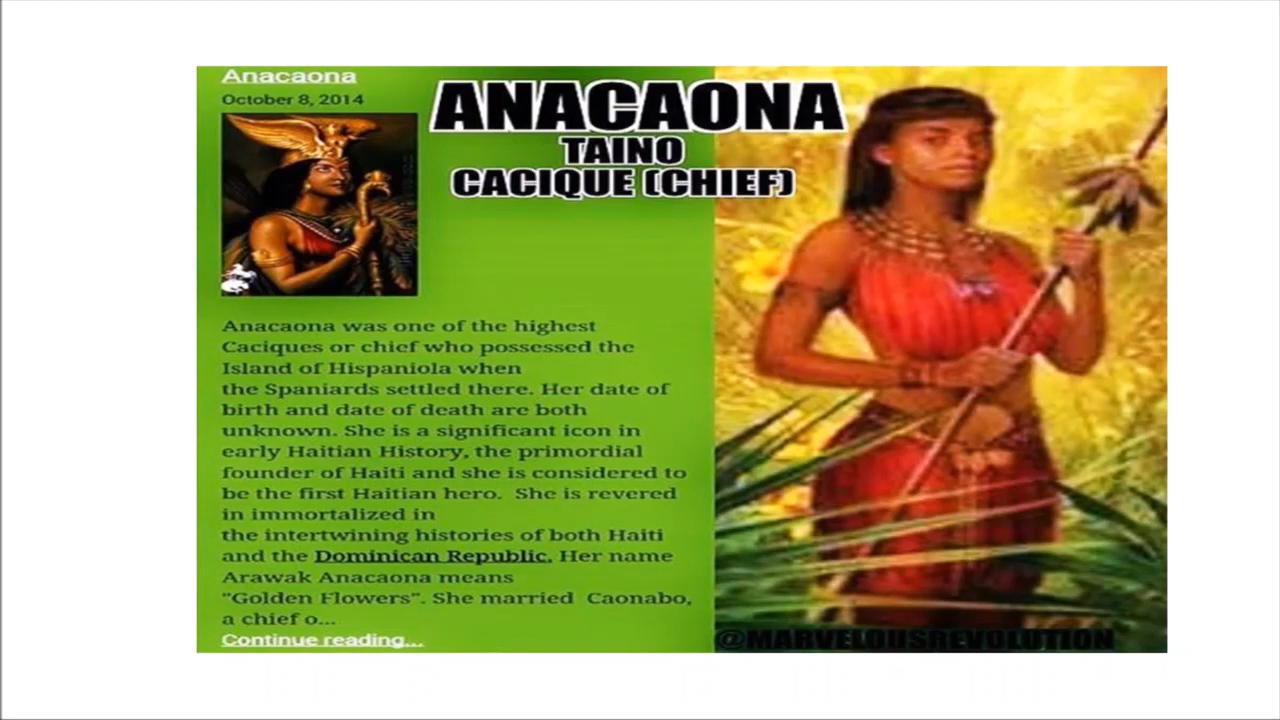 Anacaona
October 8, 2014
ANACAONA
TAINO
CACIQUE (CHIEF)
Anacaona was one of the highest
Caciques or chief who possessed the
Island of Hispaniola when
the Spaniards settled there. Her date of
birth and date of death are both
unknown. She is a significant icon in
early Haitian History, the primordial
founder of Haiti and she is considered to
be the first Haitian hero.  She is revered
in immortalized in
the intertwining histories of both Haiti
and the Dominican Republic. Her name
Arawak Anacaona means
"Golden Flowers". She married  Caonabo,
a chief o...
Continue reading...
@MARVELOUSREVOLUTION